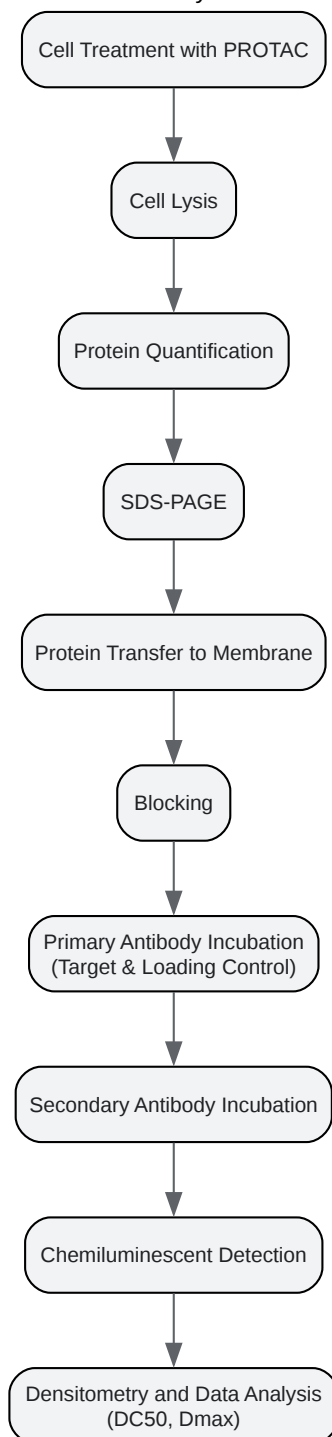 Cell Treatment with PROTAC
Cell Lysis
Protein Quantification
SDS-PAGE
Protein Transfer to Membrane
Blocking
Primary Antibody Incubation
(Target & Loading Control)
Secondary Antibody Incubation
Chemiluminescent Detection
Densitometry and Data Analysis
(DC50, Dmax)